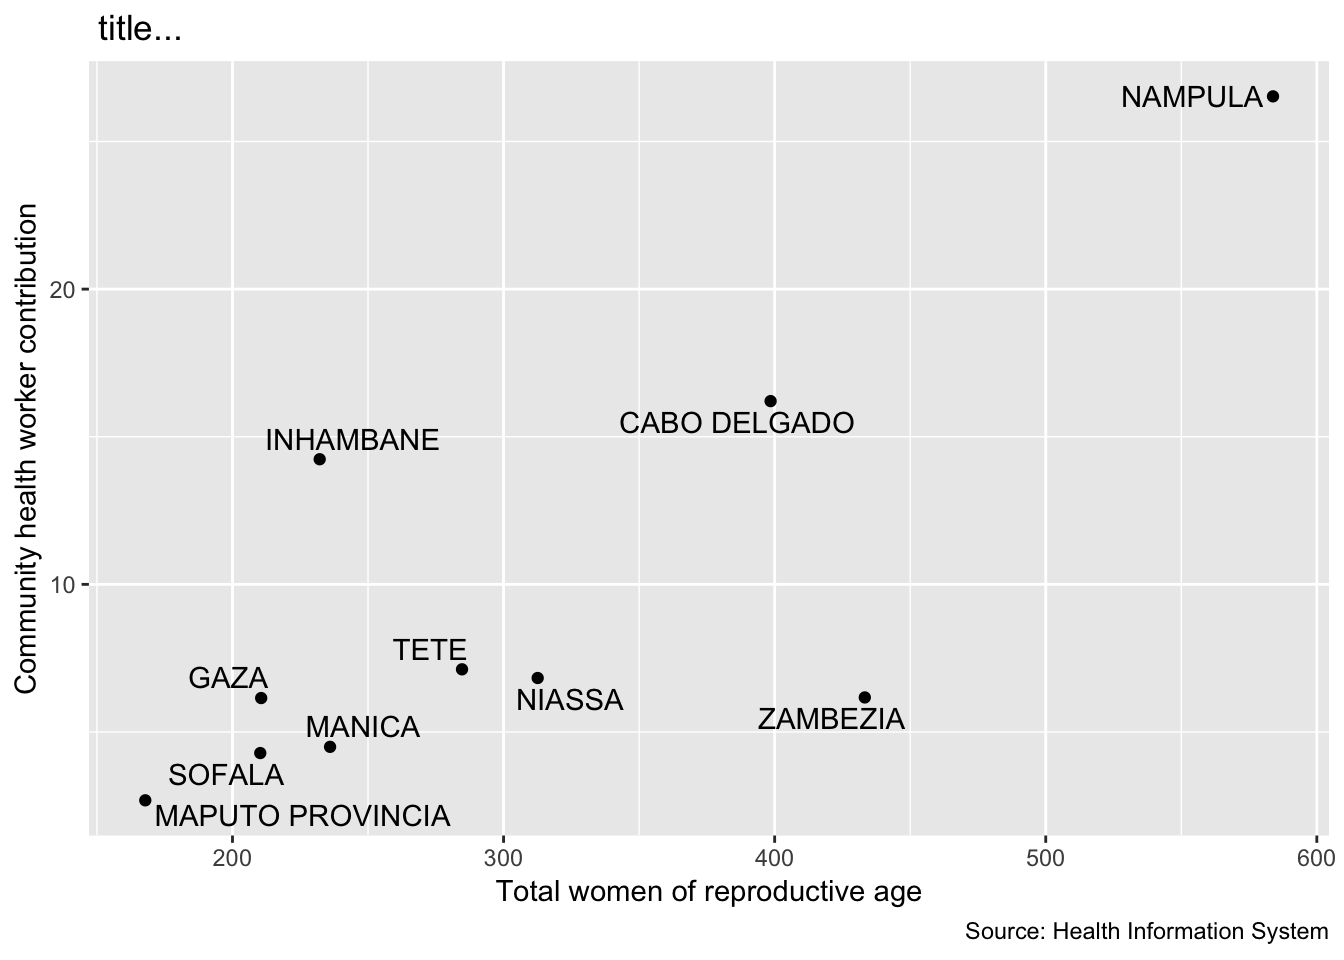 title...
NAMPULA
20
CABO DELGADO
INHAMBANE
10
TETE
GAZA
NIASSA
ZAMBEZIA
MANICA
SOFALA
MAPUTO PROVINCIA
Community health worker contribution
200 300 400 500 600
Total women of reproductive age
Source: Health Information System